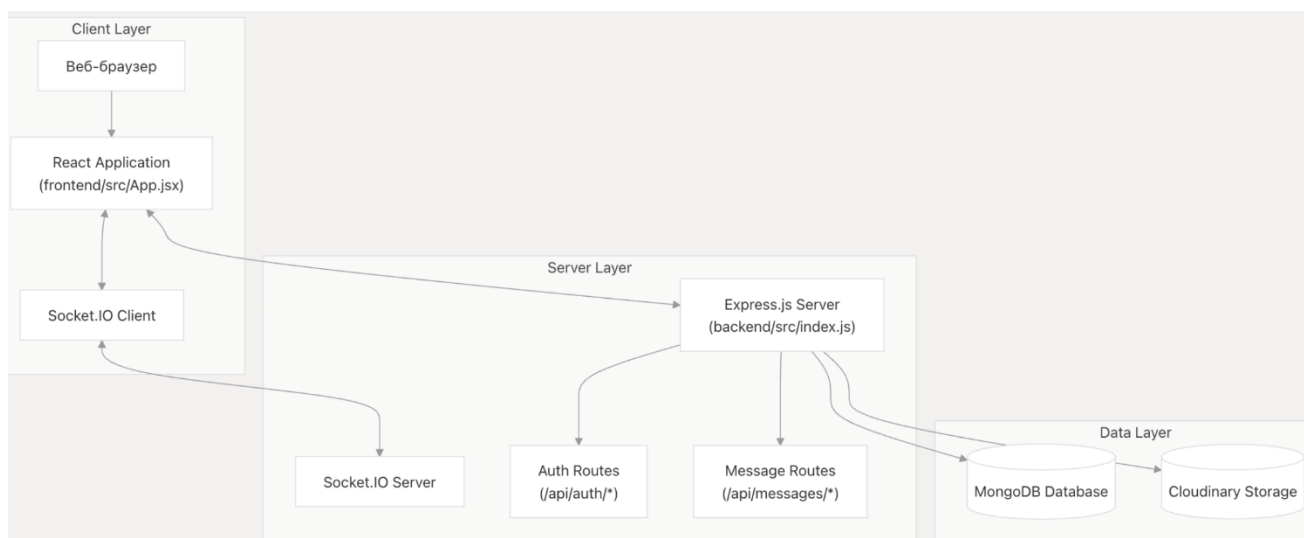 Client Layer
Веб-браузер
React Application
(frontend/src/App.jsx)
Socket.IO Client
Server Layer
Express.js Server
(backend/src/index.js)
Socket.IO Server
Auth Routes
(/api/auth/*)
Message Routes
(/api/messages/*)
Data Layer
MongoDB Database
Cloudinary Storage